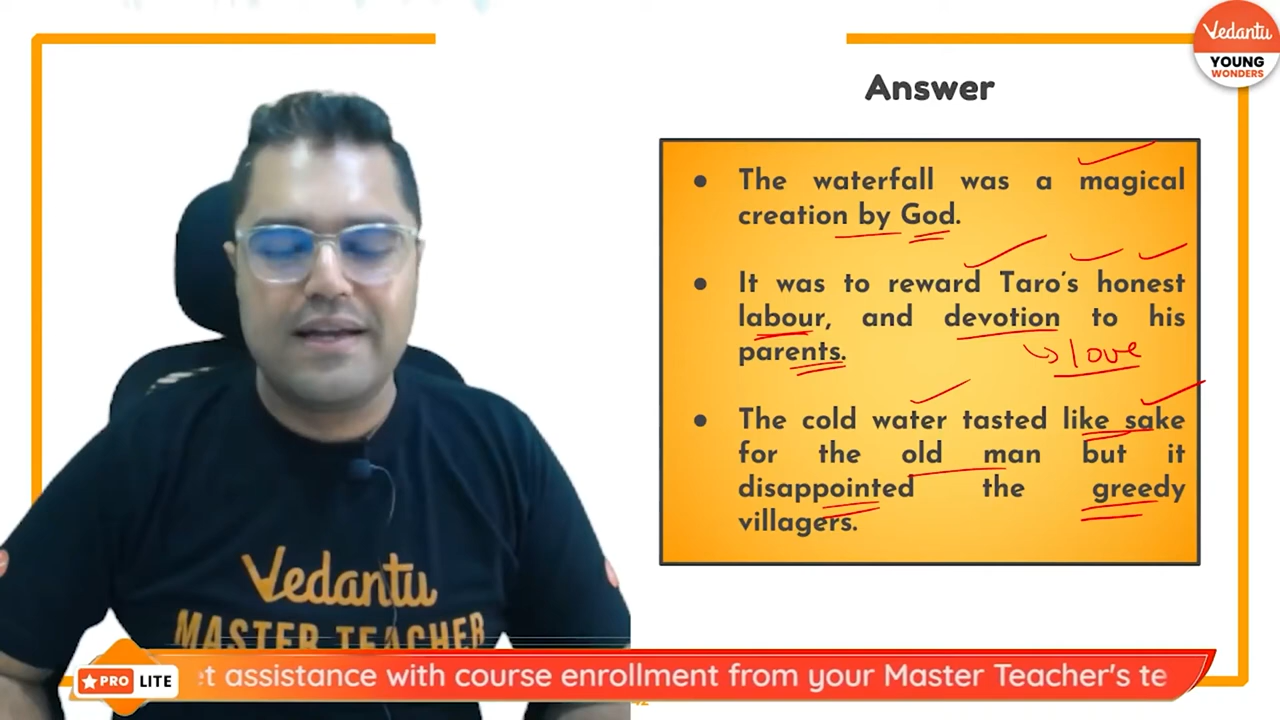 Vedantu
YOUNG
WONDERS
Answer
• The waterfall was a magical
creation by God.
• It was to reward Taro's honest
labour, and devotion to his
parents.
love
• The cold water tasted like sake
for the old man but it
disappointed the greedy
villagers.
Vedantu
MASTER TEACHER
PRO LITE
assistance with course enrollment from your Master Teacher's te